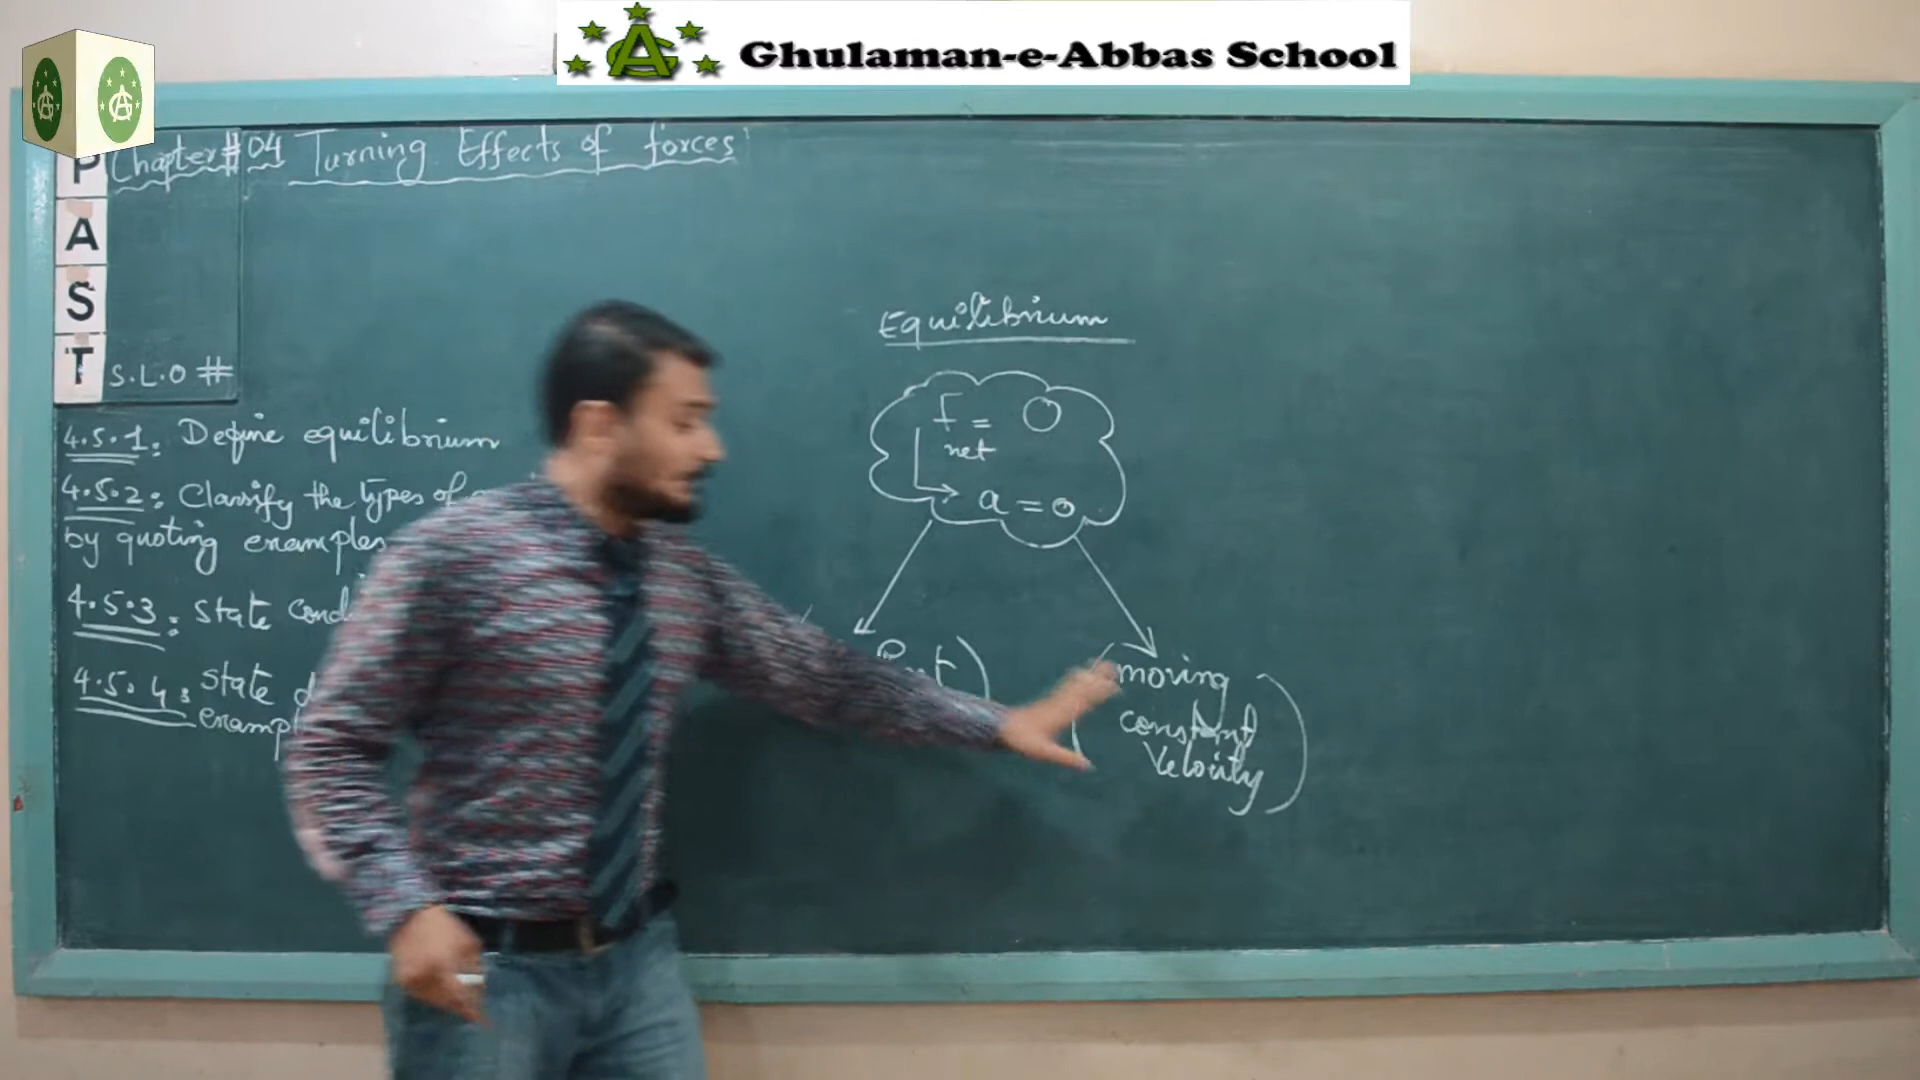 Ghulaman-e-Abbas School
P
A
S
T
Chapter# 04 Turning Effects of forces
S.L.O #
4.5.1: Define equilibrium
4.5.2: Classify the types of
by quoting examples
4.5.3: State
4.5.4: state
Equilibrium
F net = 0
a = 0
moving
constant
Velocity